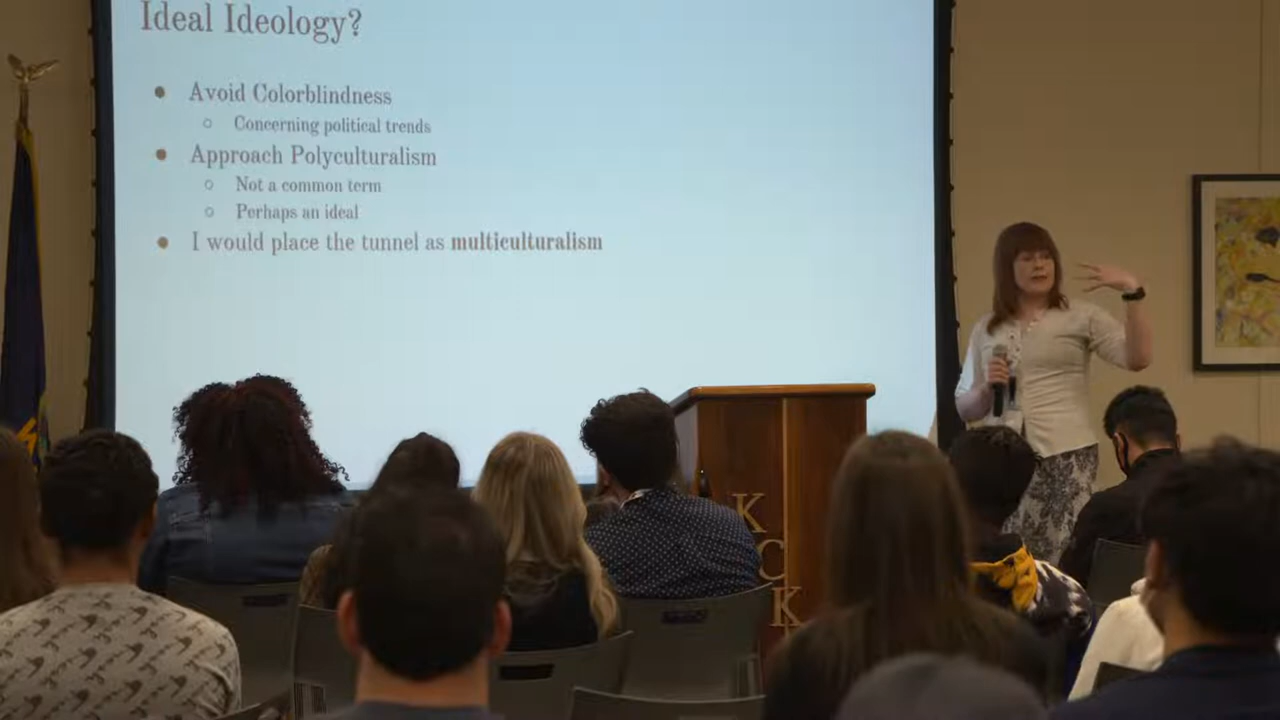 Ideal Ideology?
Avoid Colorblindness
Concerning political trends
Approach Polyculturalism
Not a common term
Perhaps an ideal
I would place the tunnel as multiculturalism
K
C
K